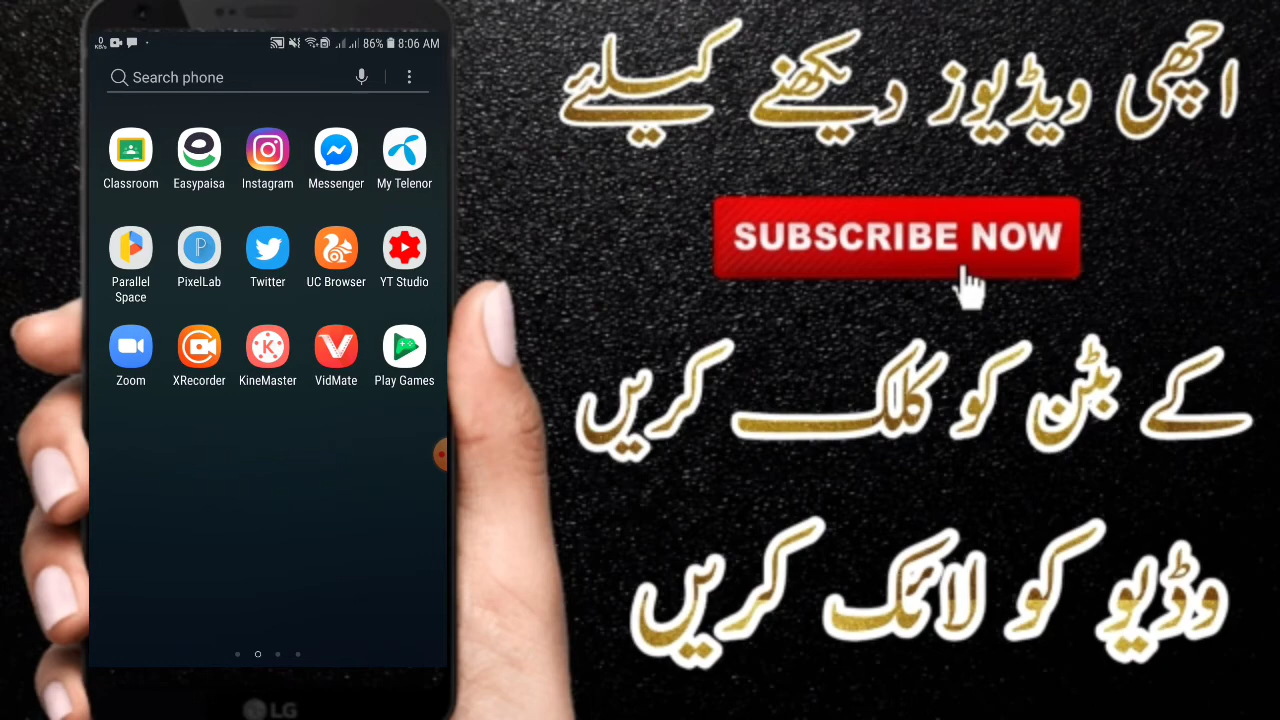 0 KB/s 86% 8:06 AM
Search phone
Classroom Easypaisa Instagram Messenger My Telenor
Parallel Space PixelLab Twitter UC Browser YT Studio
Zoom XRecorder KineMaster VidMate Play Games
LG
اچھی ویڈیوز دیکھنے کیلئے
SUBSCRIBE NOW
کے بٹن کو کلک کریں
وڈیو کو لائک کریں